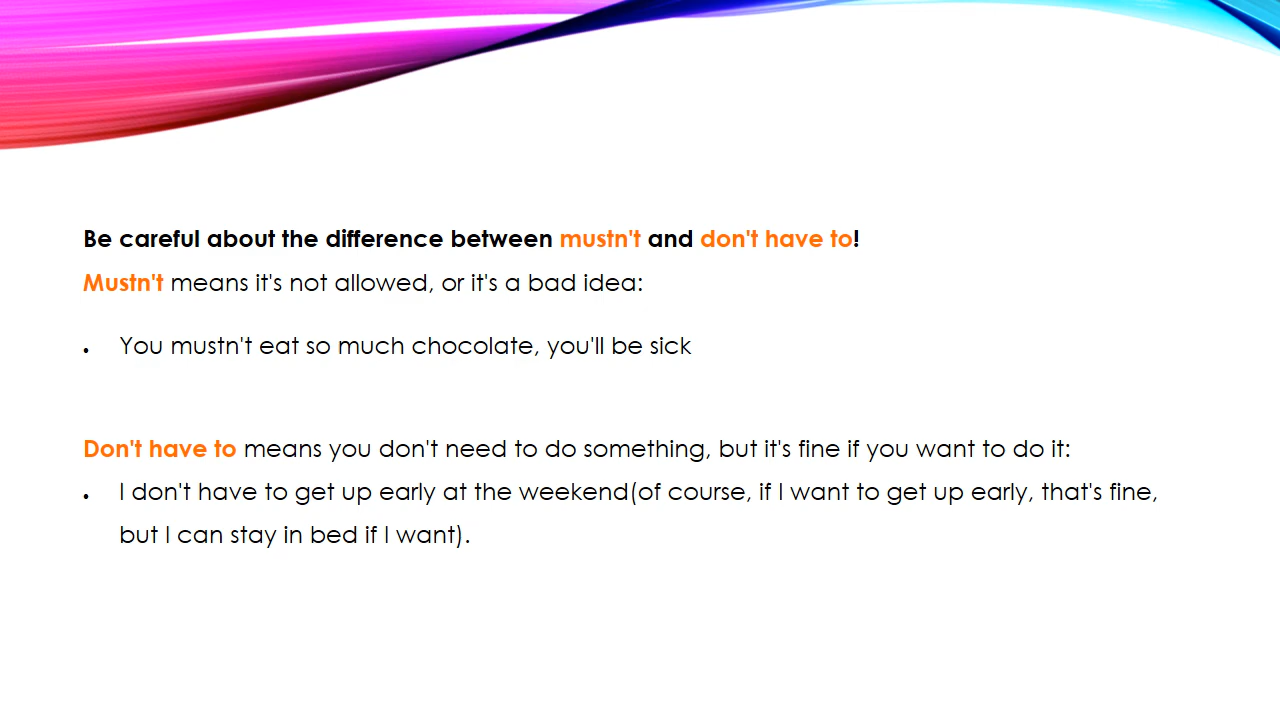 Be careful about the difference between mustn't and don't have to!
Mustn't means it's not allowed, or it's a bad idea:
• You mustn't eat so much chocolate, you'll be sick
Don't have to means you don't need to do something, but it's fine if you want to do it:
• I don't have to get up early at the weekend(of course, if I want to get up early, that's fine,
but I can stay in bed if I want).